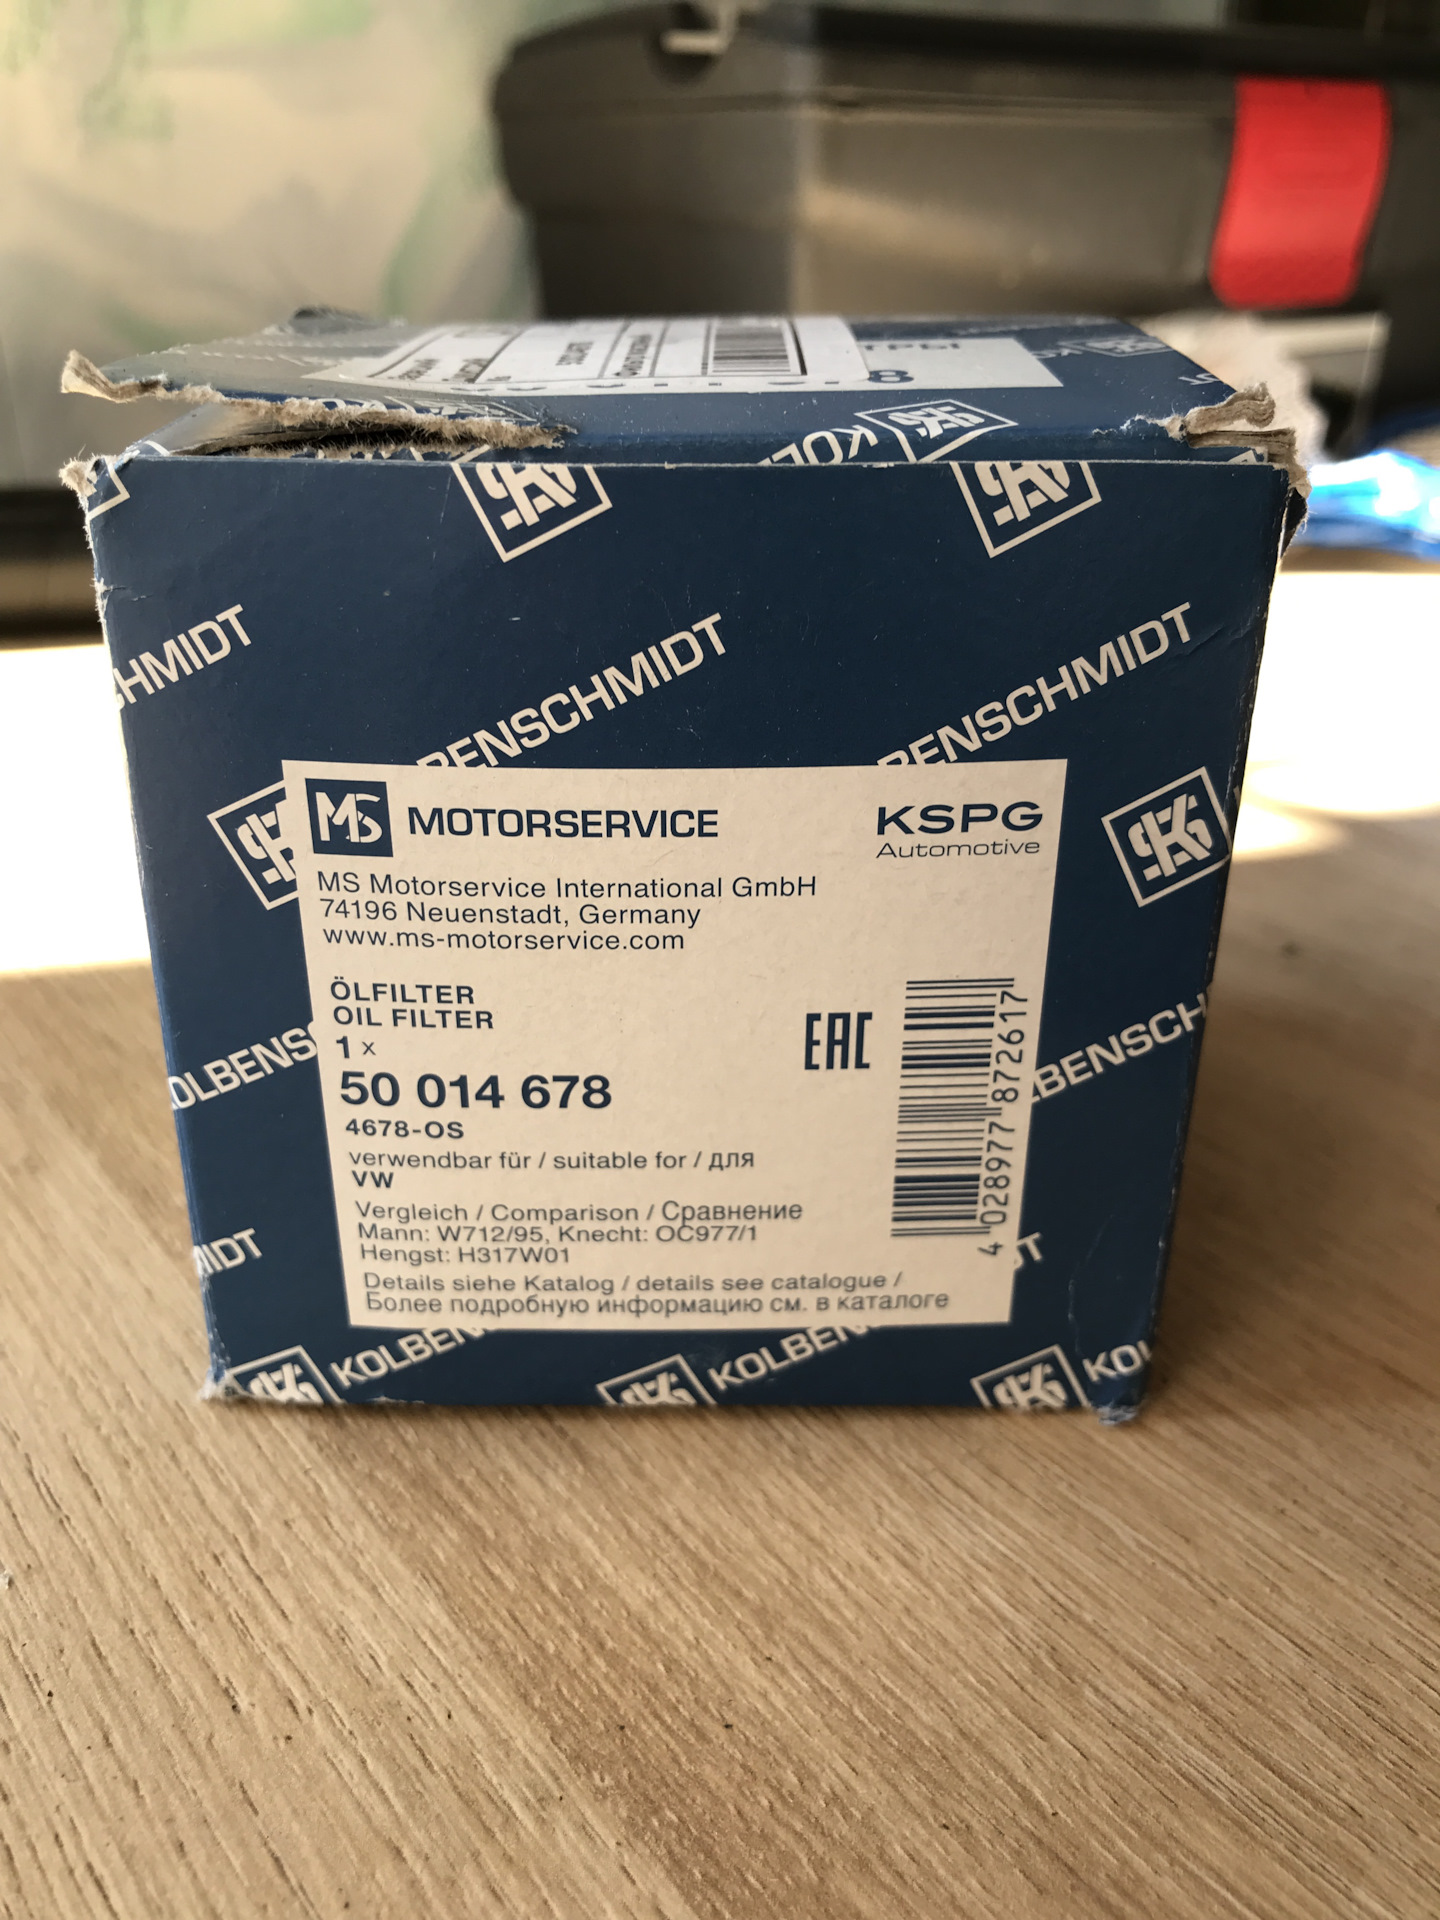 KOLBENSCHMIDT
KOLBENSCHMIDT
KOLBENSCHMIDT
MS MOTORSERVICE
KSPG
Automotive
MS Motorservice International GmbH
74196 Neuenstadt, Germany
www.ms-motorservice.com
ÖLFILTER
OIL FILTER
1 x
50 014 678
4678-OS
EAC
4 028977 872617
verwendbar für / suitable for / для
VW
Vergleich / Comparison / Сравнение
Mann: W712/95, Knecht: OC977/1
Hengst: H317W01
Details siehe Katalog / details see catalogue /
Более подробную информацию см. в каталоге